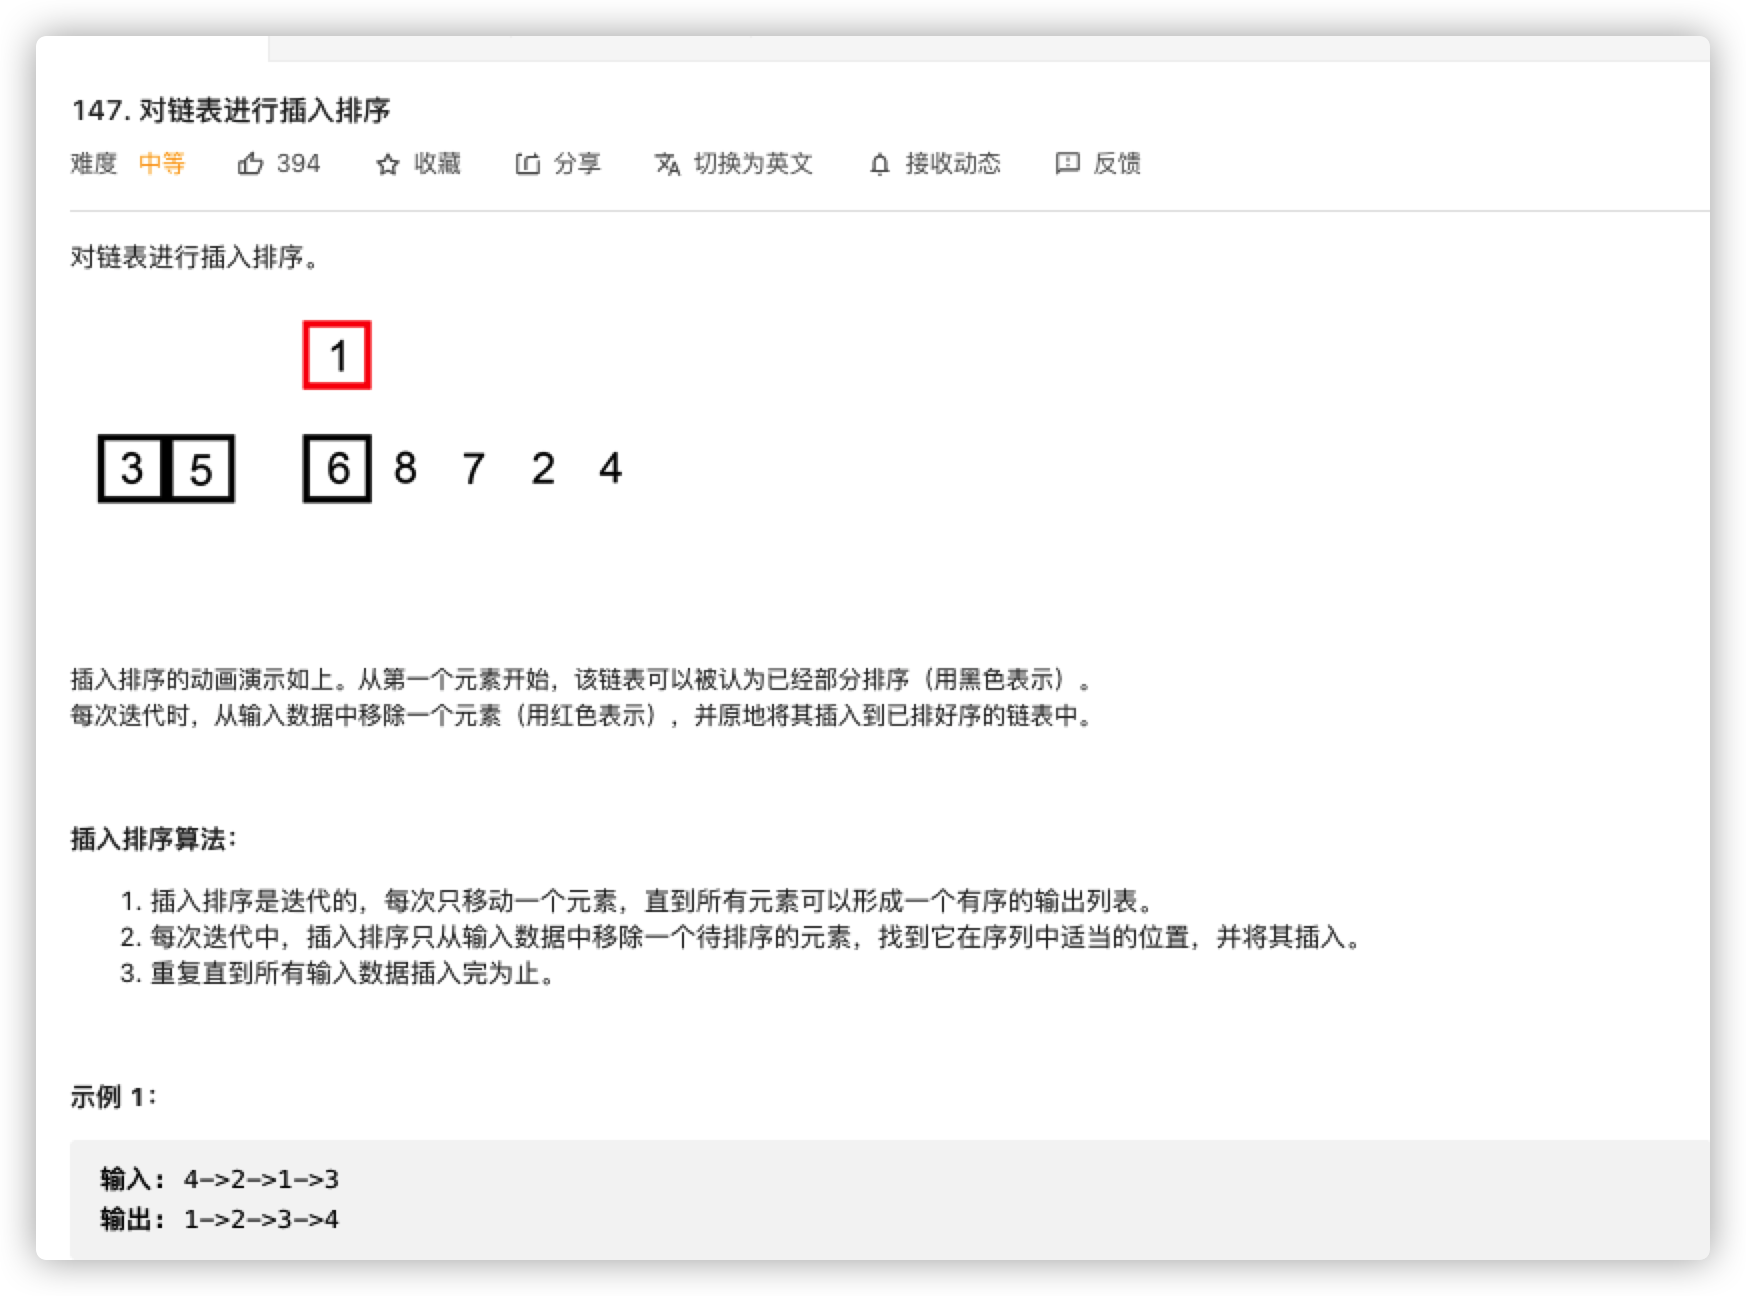 147. 对链表进行插入排序
难度 中等 394 收藏 分享 切换为英文 接收动态 反馈
对链表进行插入排序。
1
3 5 6 8 7 2 4
插入排序的动画演示如上。从第一个元素开始，该链表可以被认为已经部分排序（用黑色表示）。
每次迭代时，从输入数据中移除一个元素（用红色表示），并原地将其插入到已排好序的链表中。
插入排序算法：
1. 插入排序是迭代的，每次只移动一个元素，直到所有元素可以形成一个有序的输出列表。
2. 每次迭代中，插入排序只从输入数据中移除一个待排序的元素，找到它在序列中适当的位置，并将其插入。
3. 重复直到所有输入数据插入完为止。
示例 1：
输入: 4->2->1->3
输出: 1->2->3->4